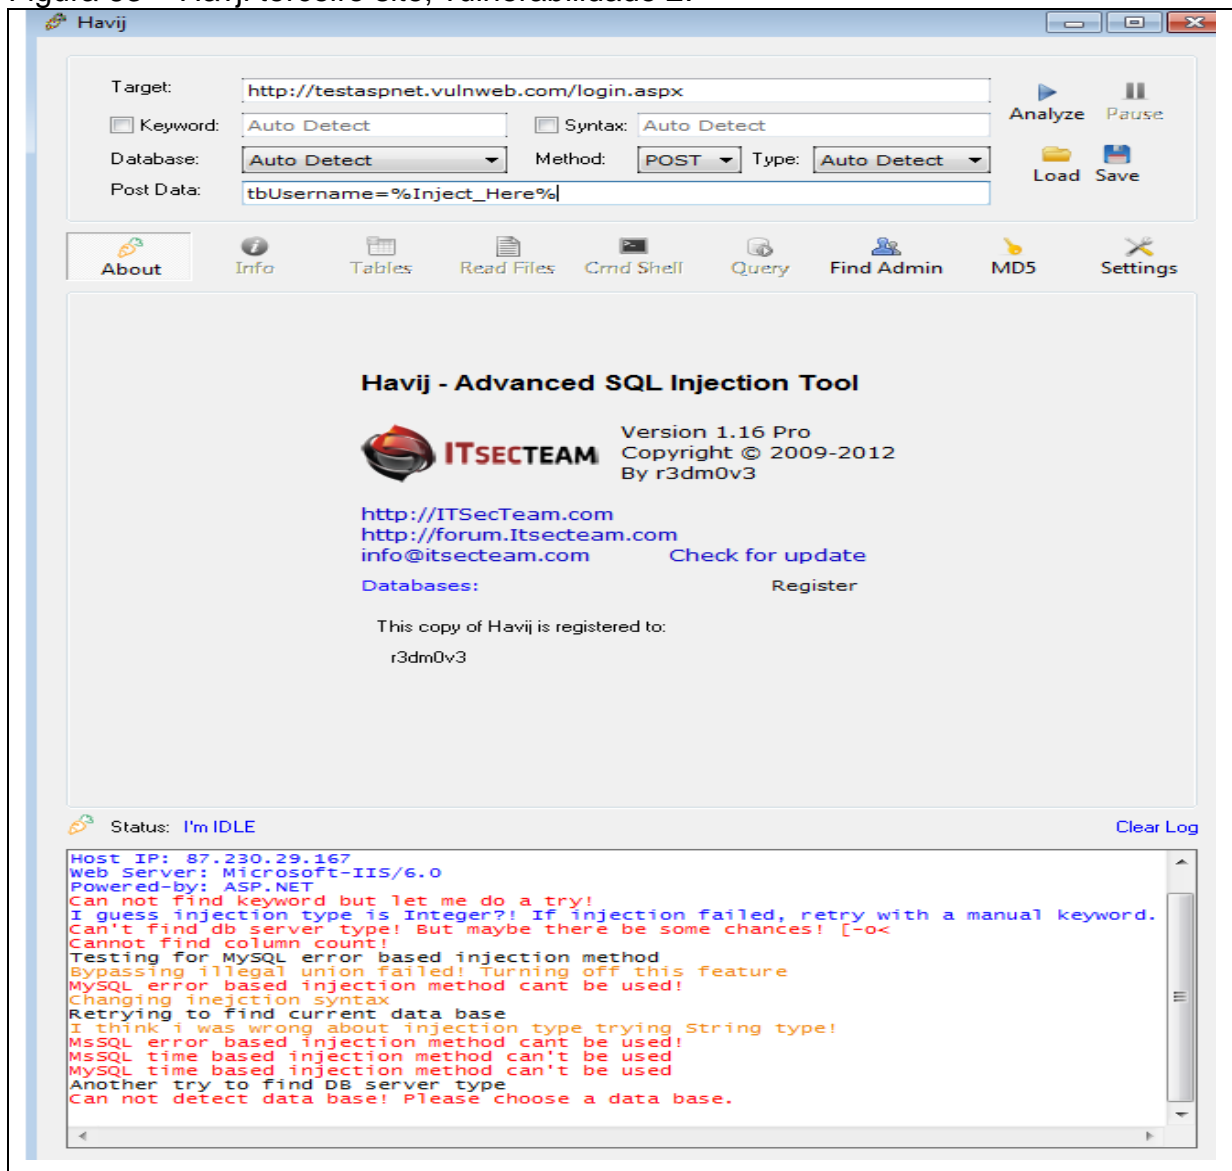 Havij
Target: http://testaspnet.vulnweb.com/login.aspx
Analyze Pause
Keyword: Auto Detect Syntax: Auto Detect
Database: Auto Detect Method: POST Type: Auto Detect
Load Save
Post Data: tbUsername=%Inject_Here%
About Info Tables Read Files Cmd Shell Query Find Admin MD5 Settings
Havij - Advanced SQL Injection Tool
ITSECTEAM
Version 1.16 Pro
Copyright © 2009-2012
By r3dm0v3
http://ITSecTeam.com
http://forum.Itsecteam.com
info@itsecteam.com Check for update
Databases: Register
This copy of Havij is registered to:
r3dm0v3
Status: I'm IDLE Clear Log
Host IP: 87.230.29.167
Web Server: Microsoft-IIS/6.0
Powered-by: ASP.NET
Can not find keyword but let me do a try!
I guess injection type is Integer?! If injection failed, retry with a manual keyword.
Can't find db server type! But maybe there be some chances! [-o<
Cannot find column count!
Testing for MySQL error based injection method
Bypassing illegal union failed! Turning off this feature
MySQL error based injection method cant be used!
Changing inejction syntax
Retrying to find current data base
I think i was wrong about injection type trying String type!
MsSQL error based injection method cant be used!
MsSQL time based injection method can't be used
MySQL time based injection method can't be used
Another try to find DB server type
Can not detect data base! Please choose a data base.